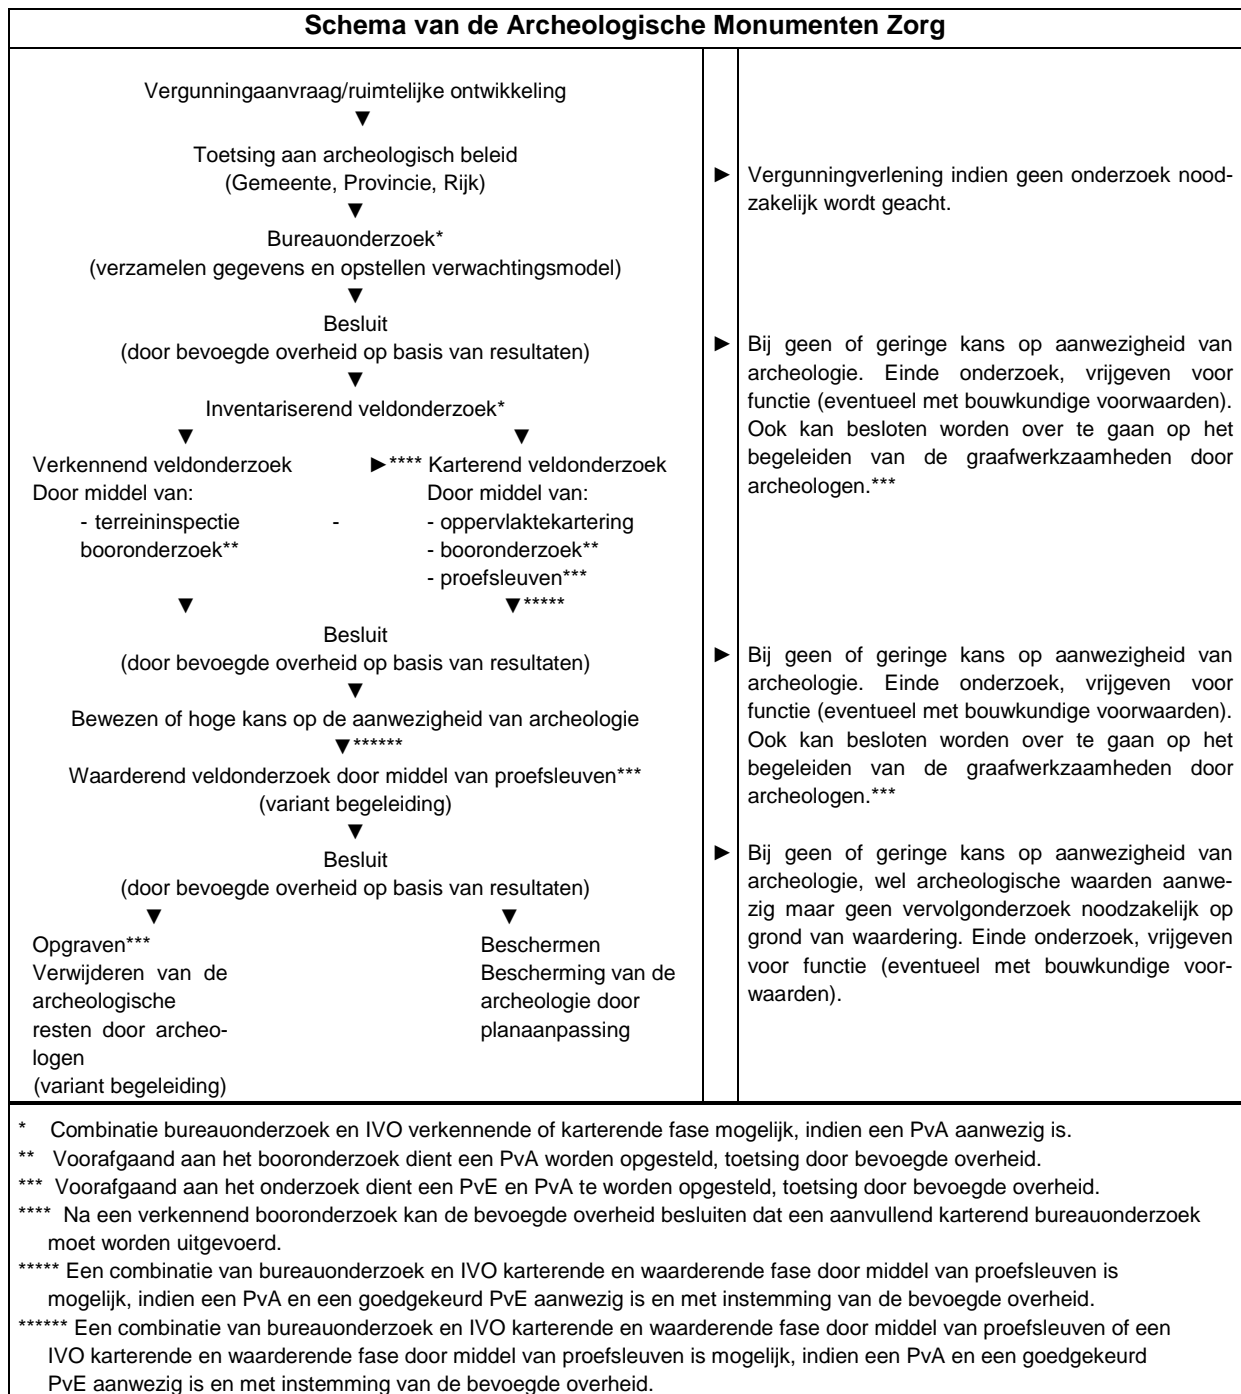 Schema van de Archeologische Monumenten Zorg
Vergunningaanvraag/ruimtelijke ontwikkeling
▼
Toetsing aan archeologisch beleid
(Gemeente, Provincie, Rijk)
▼
Bureauonderzoek*
(verzamelen gegevens en opstellen verwachtingsmodel)
▼
Besluit
(door bevoegde overheid op basis van resultaten)
▼
Inventariserend veldonderzoek*
▼ ▼
Verkennend veldonderzoek ►**** Karterend veldonderzoek
Door middel van: Door middel van:
- terreininspectie - - oppervlaktekartering
booronderzoek** - booronderzoek**
- proefsleuven***
▼ ▼*****
Besluit
(door bevoegde overheid op basis van resultaten)
▼
Bewezen of hoge kans op de aanwezigheid van archeologie
▼******
Waarderend veldonderzoek door middel van proefsleuven***
(variant begeleiding)
▼
Besluit
(door bevoegde overheid op basis van resultaten)
▼ ▼
Opgraven*** Beschermen
Verwijderen van de Bescherming van de
archeologische archeologie door
resten door archeo- planaanpassing
logen
(variant begeleiding)
► Vergunningverlening indien geen onderzoek nood-
zakelijk wordt geacht.
► Bij geen of geringe kans op aanwezigheid van
archeologie. Einde onderzoek, vrijgeven voor
functie (eventueel met bouwkundige voorwaarden).
Ook kan besloten worden over te gaan op het
begeleiden van de graafwerkzaamheden door
archeologen.***
► Bij geen of geringe kans op aanwezigheid van
archeologie. Einde onderzoek, vrijgeven voor
functie (eventueel met bouwkundige voorwaarden).
Ook kan besloten worden over te gaan op het
begeleiden van de graafwerkzaamheden door
archeologen.***
► Bij geen of geringe kans op aanwezigheid van
archeologie, wel archeologische waarden aanwe-
zig maar geen vervolgonderzoek noodzakelijk op
grond van waardering. Einde onderzoek, vrijgeven
voor functie (eventueel met bouwkundige voor-
waarden).
* Combinatie bureauonderzoek en IVO verkennende of karterende fase mogelijk, indien een PvA aanwezig is.
** Voorafgaand aan het booronderzoek dient een PvA worden opgesteld, toetsing door bevoegde overheid.
*** Voorafgaand aan het onderzoek dient een PvE en PvA te worden opgesteld, toetsing door bevoegde overheid.
**** Na een verkennend booronderzoek kan de bevoegde overheid besluiten dat een aanvullend karterend bureauonderzoek
moet worden uitgevoerd.
***** Een combinatie van bureauonderzoek en IVO karterende en waarderende fase door middel van proefsleuven is
mogelijk, indien een PvA en een goedgekeurd PvE aanwezig is en met instemming van de bevoegde overheid.
****** Een combinatie van bureauonderzoek en IVO karterende en waarderende fase door middel van proefsleuven of een
IVO karterende en waarderende fase door middel van proefsleuven is mogelijk, indien een PvA en een goedgekeurd
PvE aanwezig is en met instemming van de bevoegde overheid.